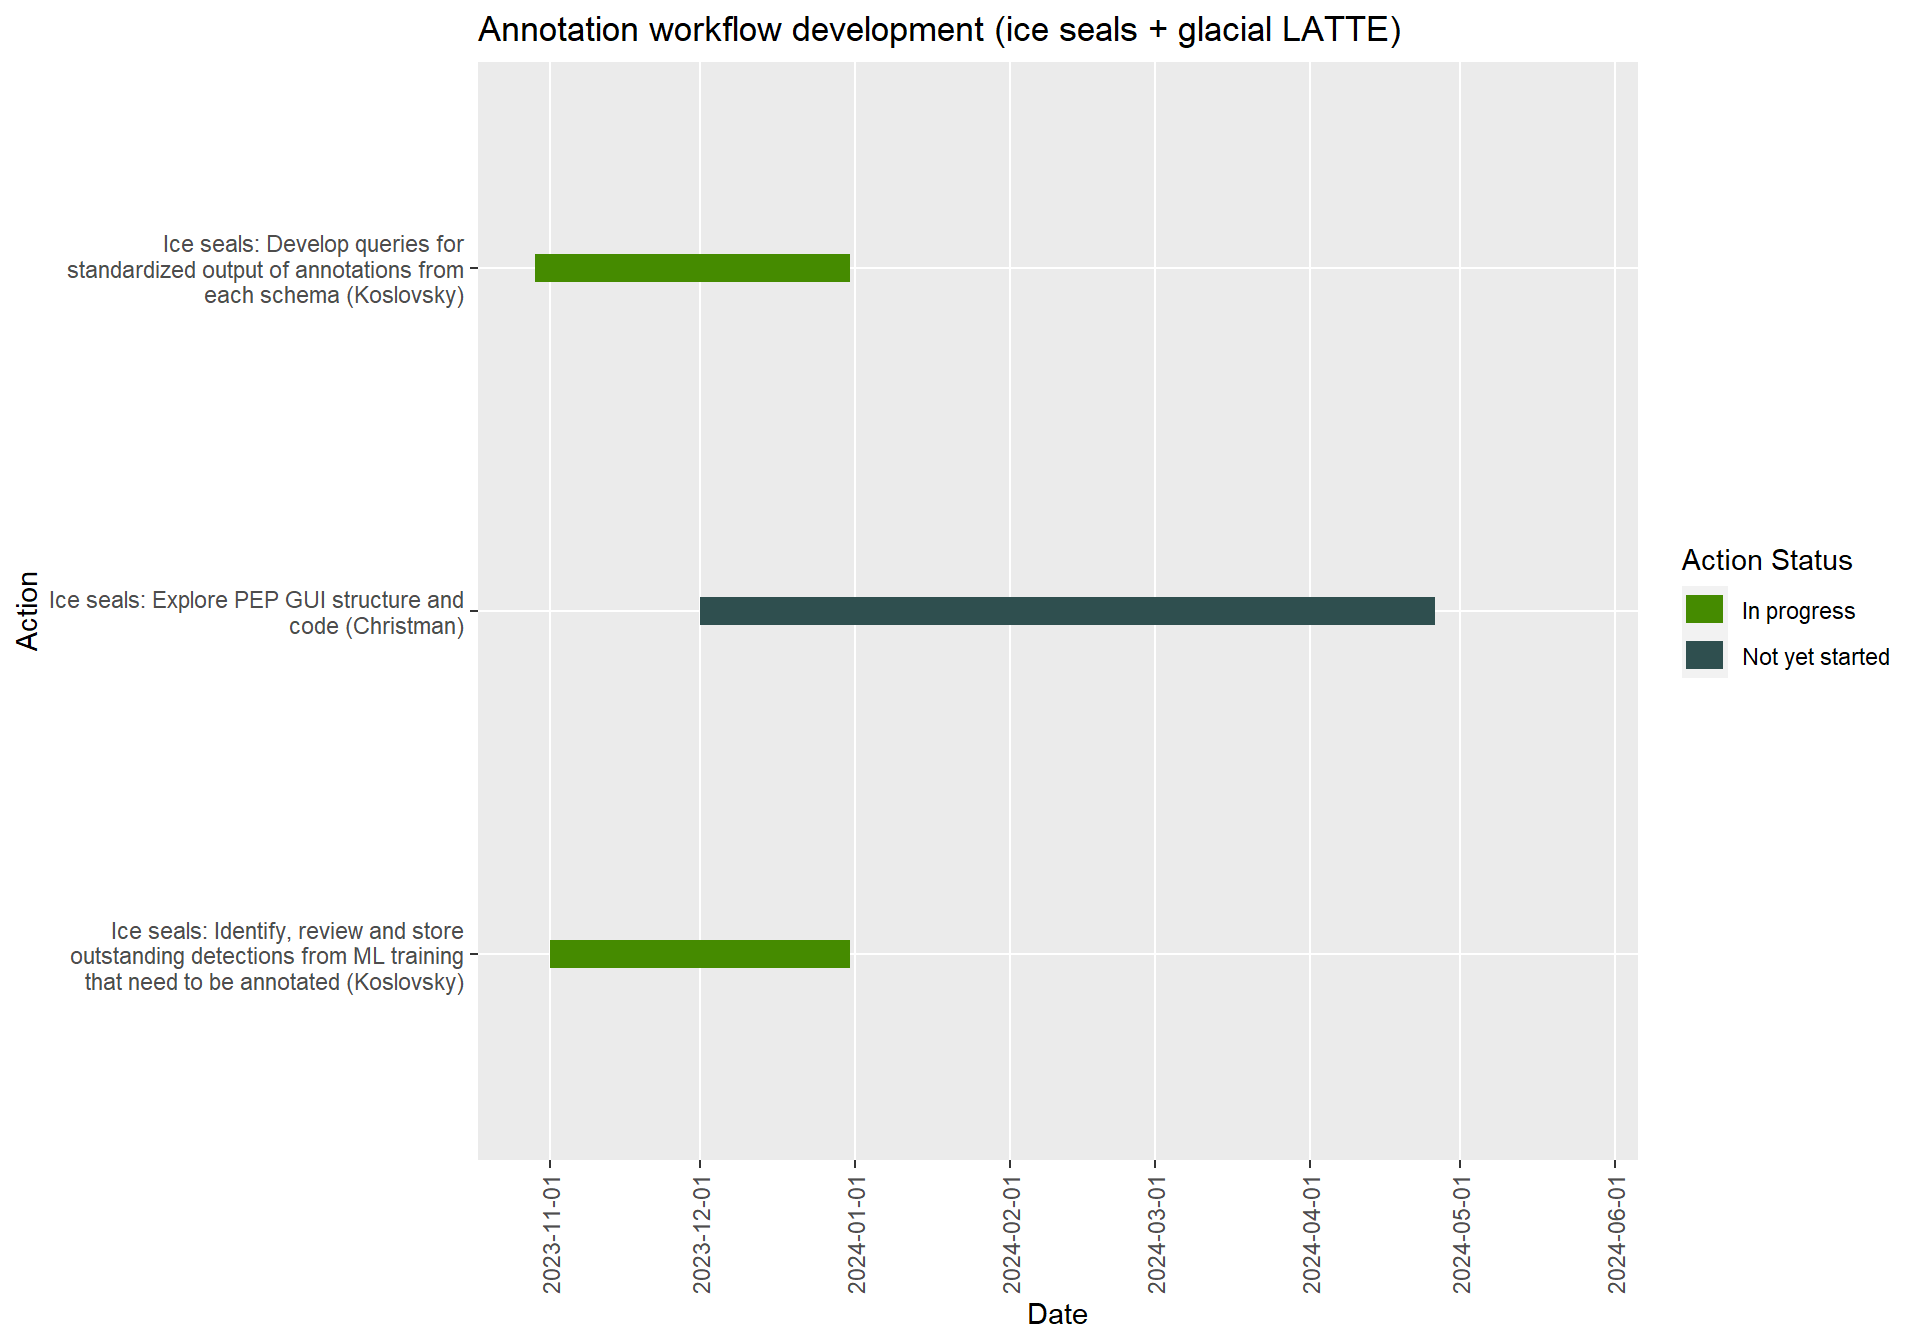 Annotation workflow development (ice seals + glacial LATTE)
Ice seals: Develop queries for
standardized output of annotations from
each schema (Koslovsky)
Action
Ice seals: Explore PEP GUI structure and
code (Christman)
Ice seals: Identify, review and store
outstanding detections from ML training
that need to be annotated (Koslovsky)
2023-11-01
2023-12-01
2024-01-01
2024-02-01
2024-03-01
2024-04-01
2024-05-01
2024-06-01
Date
Action Status
In progress
Not yet started